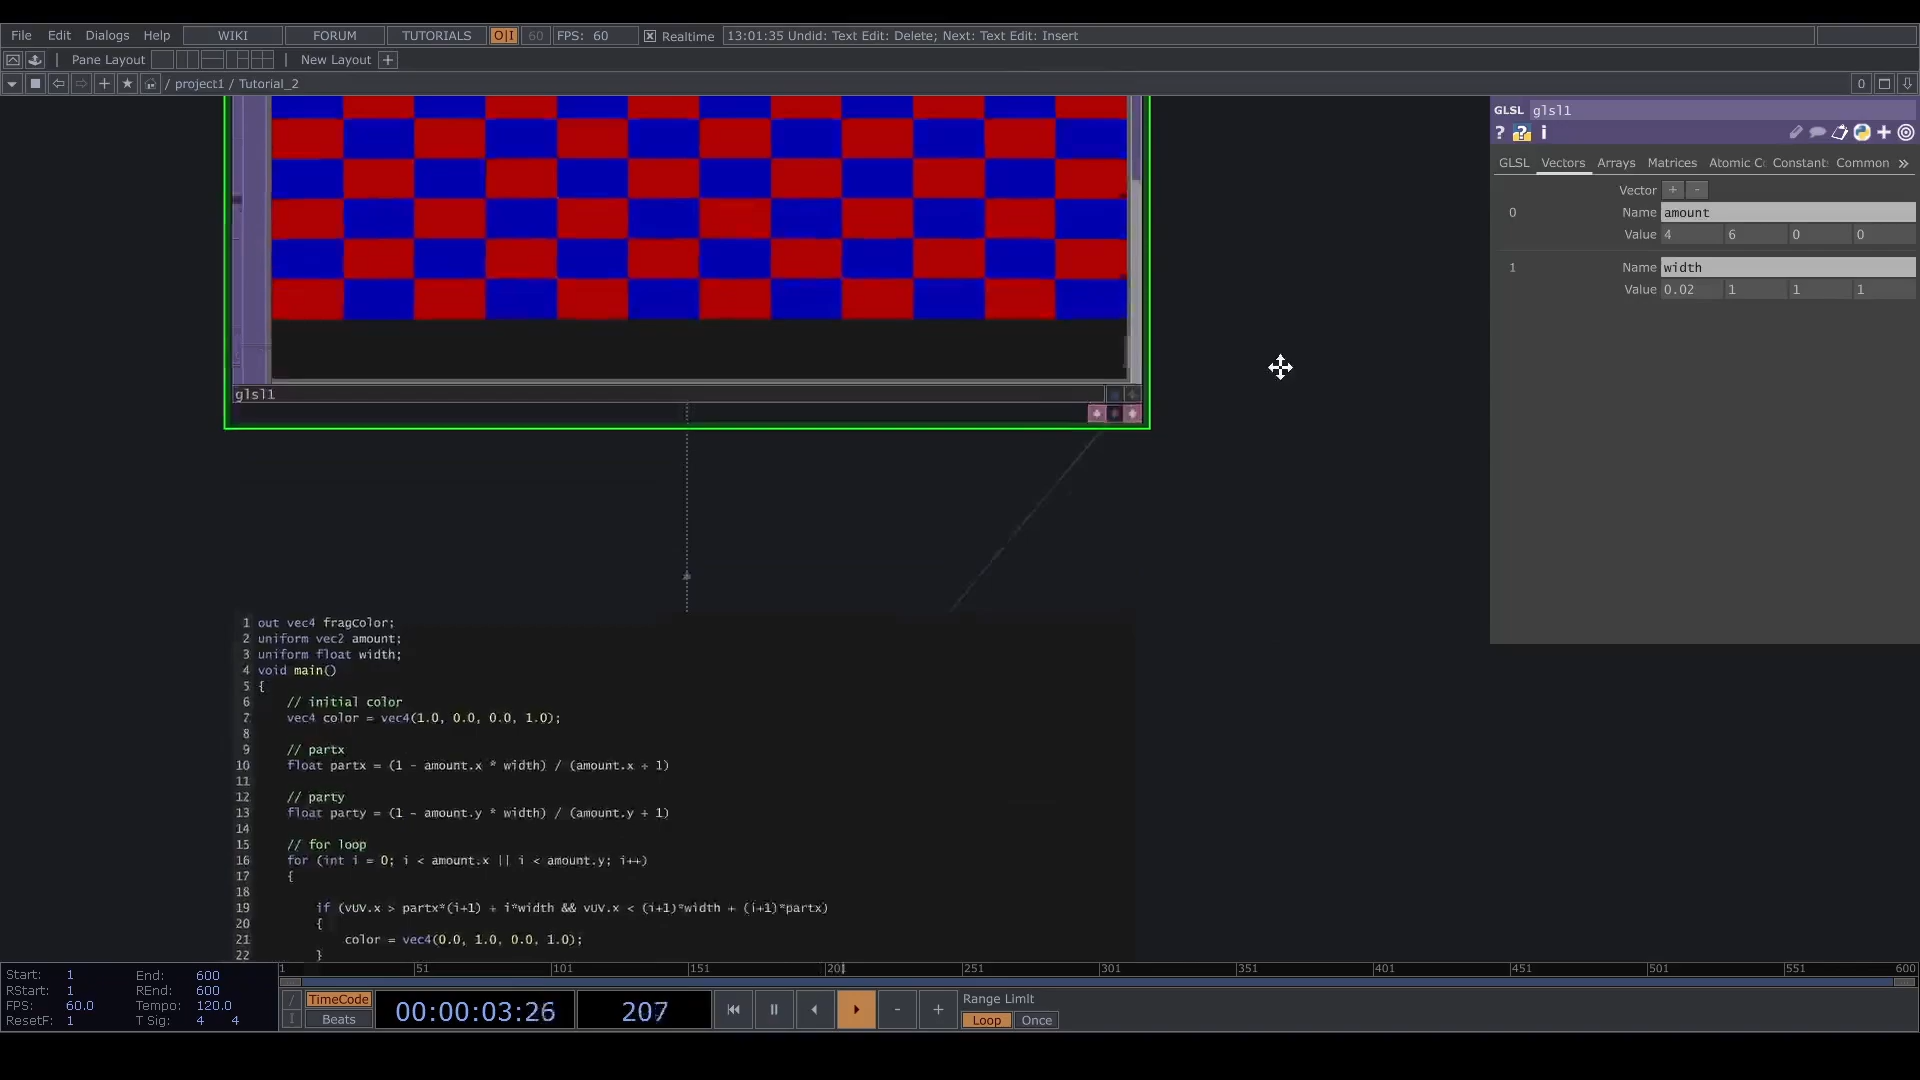 File Edit Dialogs Help WIKI FORUM TUTORIALS O|I 60 FPS: 60 Realtime 13:01:35 Undid: Text Edit: Delete; Next: Text Edit: Insert
Pane Layout New Layout +
/ project1 / Tutorial_2 0
GLSL glsl1
? ? i
GLSL Vectors Arrays Matrices Atomic C Constant Common
Vector + -
0 Name amount
Value 4 6 0 0
1 Name width
Value 0.02 1 1 1
glsl1
1 out vec4 fragColor;
2 uniform vec2 amount;
3 uniform float width;
4 void main()
5 {
6 // initial color
7 vec4 color = vec4(1.0, 0.0, 0.0, 1.0);
8
9 // partx
10 float partx = (1 - amount.x * width) / (amount.x + 1)
11
12 // party
13 float party = (1 - amount.y * width) / (amount.y + 1)
14
15 // for loop
16 for (int i = 0; i < amount.x || i < amount.y; i++)
17 {
18
19 if (vUV.x > partx*(i+1) + i*width && vUV.x < (i+1)*width + (i+1)*partx)
20 {
21 color = vec4(0.0, 1.0, 0.0, 1.0);
22 }
1 51 101 151 201 251 301 351 401 451 501 551 600
Start: 1 End: 600
RStart: 1 REnd: 600
FPS: 60.0 Tempo: 120.0
ResetF: 1 T Sig: 4 4
TimeCode
Beats
00:00:03:26 207
- +
Range Limit
Loop Once